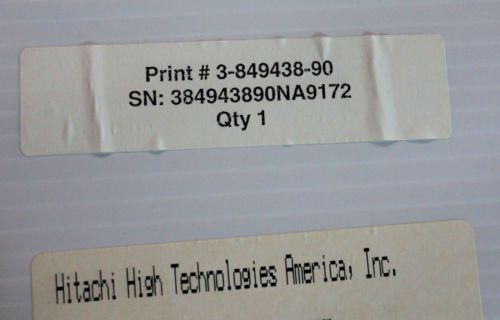 Print # 3-849438-90
SN: 384943890NA9172
Qty 1
Hitachi High Technologies America, Inc.